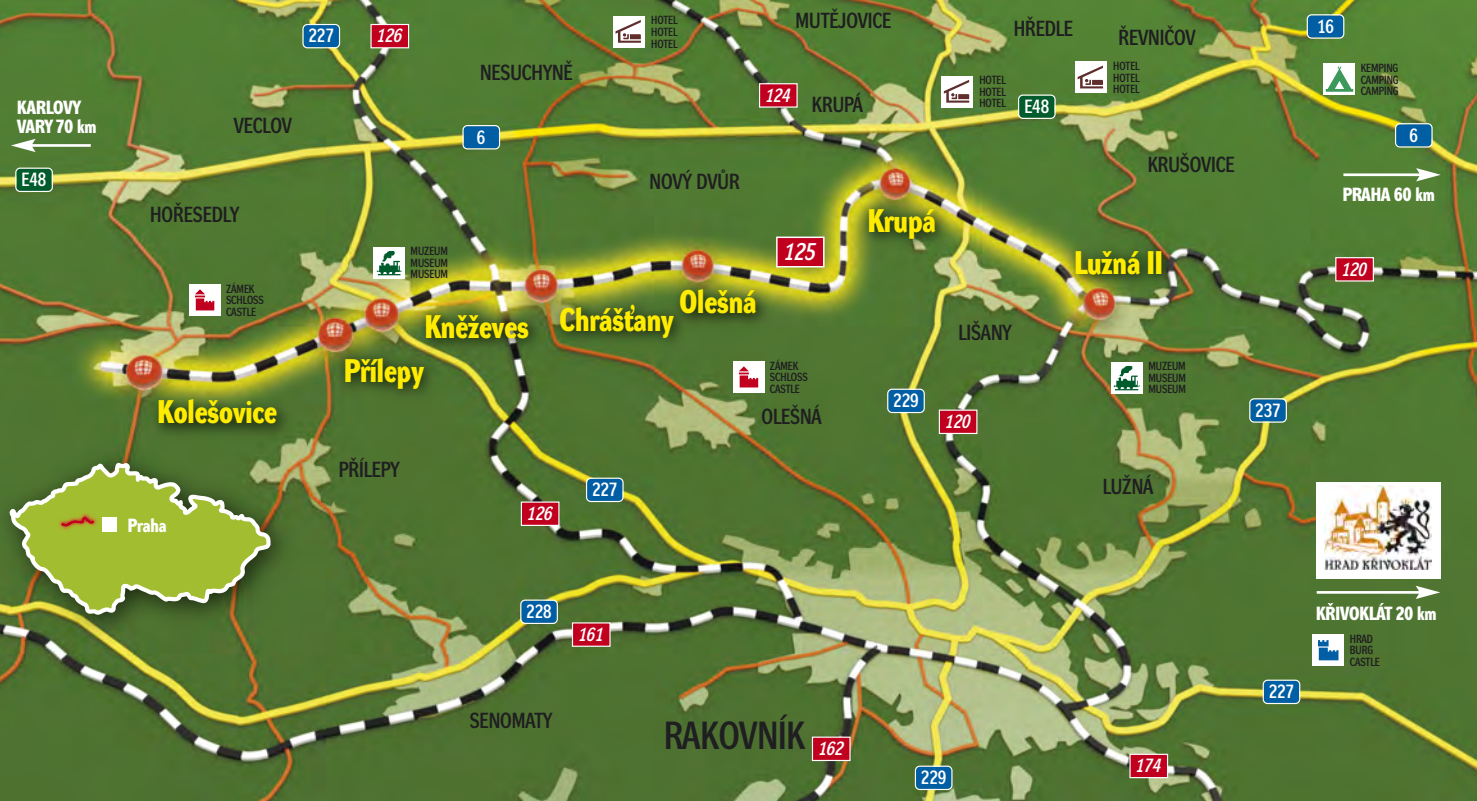 227
126
HOTEL
HOTEL
HOTEL
MUTĚJOVICE
HŘEDLE
ŘEVNIČOV
16
NESUCHYNĚ
124
KRUPÁ
HOTEL
HOTEL
HOTEL
HOTEL
HOTEL
HOTEL
KEMPING
CAMPING
CAMPING
KARLOVY
VARY 70 km
VECLOV
6
E48
6
E48
NOVÝ DVŮR
KRUŠOVICE
PRAHA 60 km
HOŘESEDLY
Krupá
MUZEUM
MUSEUM
MUSEUM
125
Lužná II
120
ZÁMEK
SCHLOSS
CASTLE
Olešná
Kněževes
Chrášťany
LIŠANY
Přílepy
ZÁMEK
SCHLOSS
CASTLE
MUZEUM
MUSEUM
MUSEUM
Kolešovice
OLEŠNÁ
229
120
237
PŘÍLEPY
227
LUŽNÁ
126
Praha
HRAD KŘIVOKLÁT
228
161
KŘIVOKLÁT 20 km
HRAD
BURG
CASTLE
227
SENOMATY
RAKOVNÍK
162
174
229